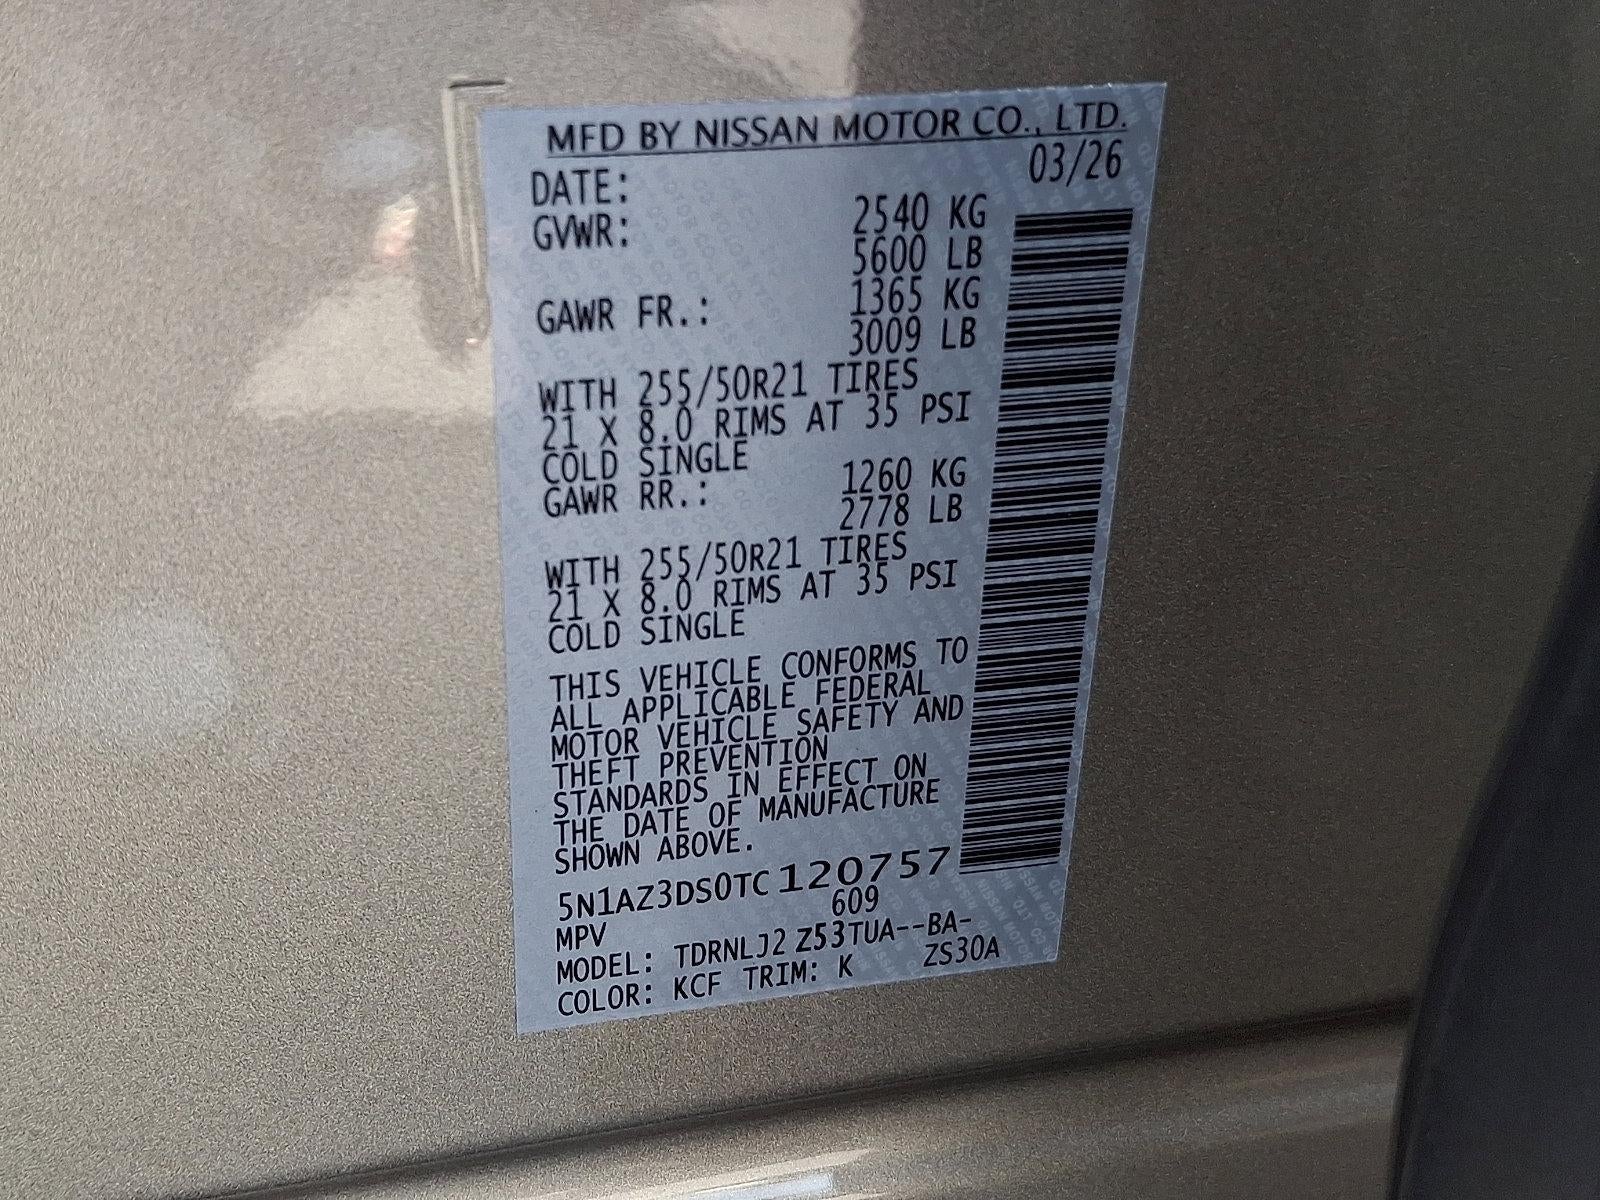 MFD BY NISSAN MOTOR CO., LTD.
DATE: 03/26
GVWR: 2540 KG
5600 LB
GAWR FR.: 1365 KG
3009 LB
WITH 255/50R21 TIRES
21 X 8.0 RIMS AT 35 PSI
COLD SINGLE
GAWR RR.: 1260 KG
2778 LB
WITH 255/50R21 TIRES
21 X 8.0 RIMS AT 35 PSI
COLD SINGLE
THIS VEHICLE CONFORMS TO
ALL APPLICABLE FEDERAL
MOTOR VEHICLE SAFETY AND
THEFT PREVENTION
STANDARDS IN EFFECT ON
THE DATE OF MANUFACTURE
SHOWN ABOVE.
5N1AZ3DS0TC120757
MPV 609
MODEL: TDRNLJ2 Z53TUA--BA-
COLOR: KCF TRIM: K ZS30A